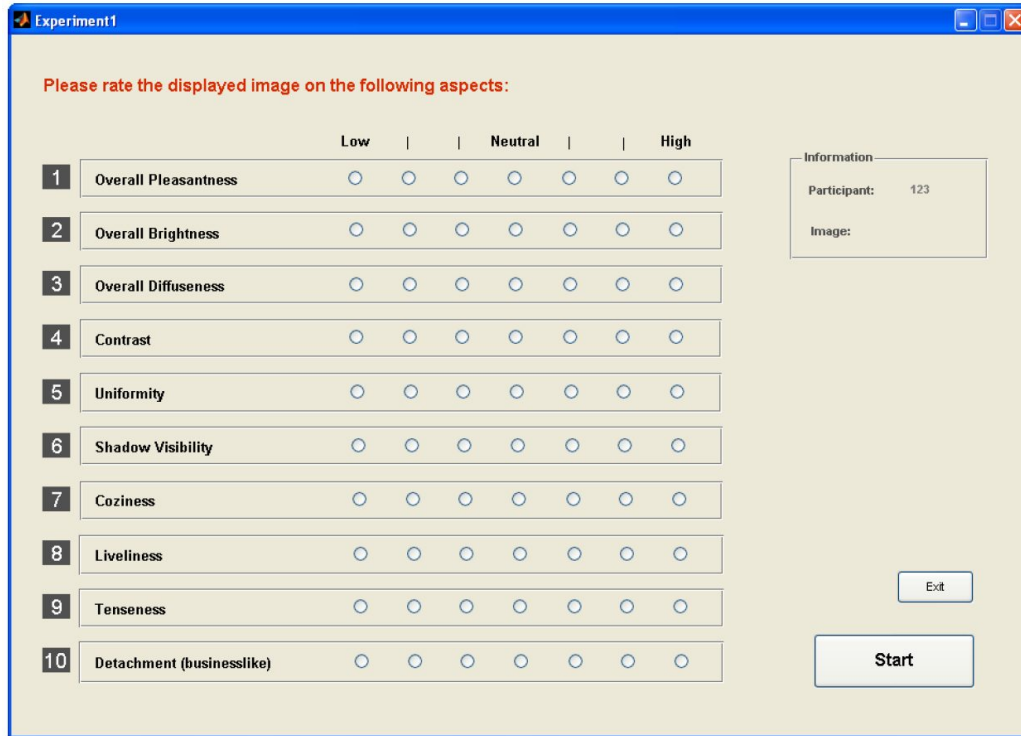 Experiment1
Please rate the displayed image on the following aspects:
Low | | Neutral | | High
1 Overall Pleasantness
2 Overall Brightness
3 Overall Diffuseness
4 Contrast
5 Uniformity
6 Shadow Visibility
7 Coziness
8 Liveliness
9 Tenseness
10 Detachment (businesslike)
Information
Participant: 123
Image:
Exit
Start